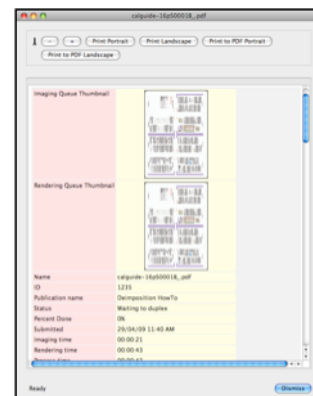 calguide-16p500018_.pdf
- + Print Portrait Print Landscape Print to PDF Portrait
Print to PDF Landscape
Imaging Queue Thumbnail
Rendering Queue Thumbnail
Name calguide-16p500018_.pdf
ID 1235
Publication name Deimposition HowTo
Status Waiting to duplex
Percent Done 0%
Submitted 29/04/09 11:40 AM
Imaging time 00:00:21
Rendering time 00:00:43
Ready Dismiss